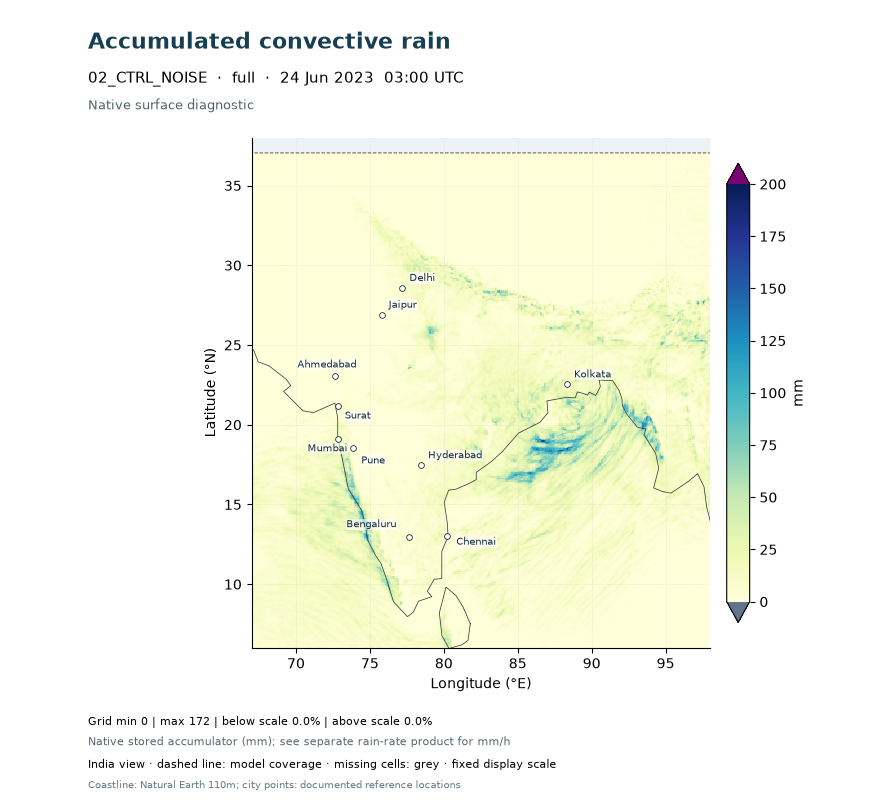 Accumulated convective rain
02_CTRL_NOISE · full · 24 Jun 2023 03:00 UTC
Native surface diagnostic
35
30
25
20
15
10
Latitude (°N)
Delhi
Jaipur
Ahmedabad
Kolkata
Surat
Mumbai
Pune
Hyderabad
Bengaluru
Chennai
70
75
80
85
90
95
Longitude (°E)
200
175
150
125
100
75
50
25
0
mm
Grid min 0 | max 172 | below scale 0.0% | above scale 0.0%
Native stored accumulator (mm); see separate rain-rate product for mm/h
India view · dashed line: model coverage · missing cells: grey · fixed display scale
Coastline: Natural Earth 110m; city points: documented reference locations